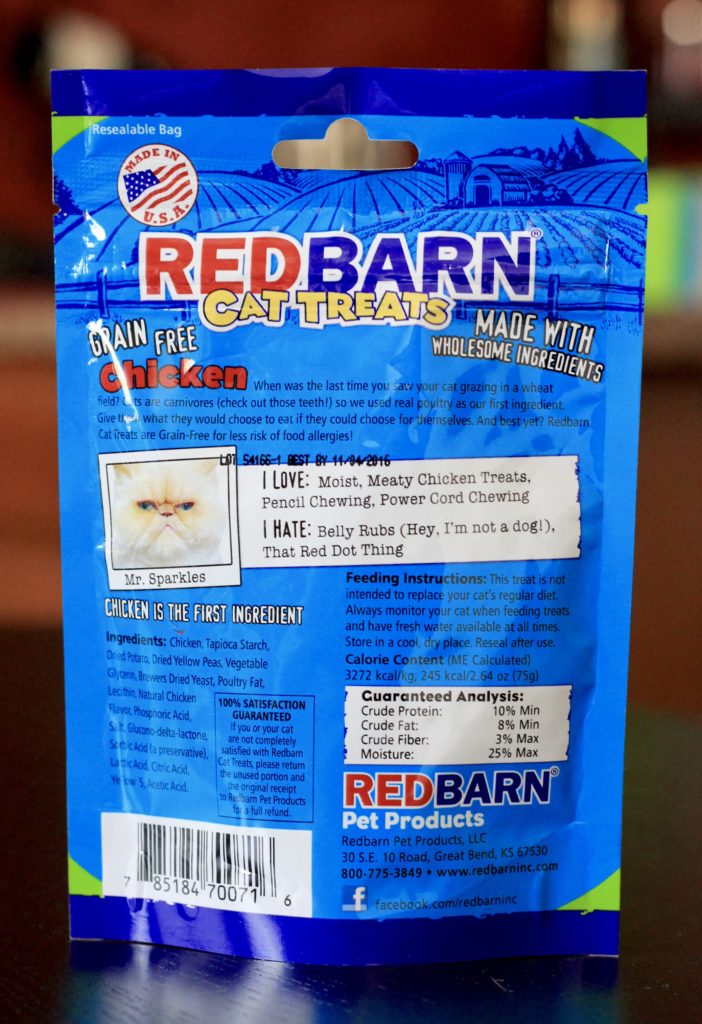 Resealable Bag
MADE IN
U.S.A.
REDBARN®
CAT TREATS
GRAIN FREE
MADE WITH
WHOLESOME INGREDIENTS
Chicken When was the last time you saw your cat grazing in a wheat
field? Cats are carnivores (check out those teeth!) so we used real poultry as our first ingredient.
Give them what they would choose to eat if they could choose for themselves. And best yet? Redbarn
Cat Treats are Grain-Free for less risk of food allergies!
LOT 54166-1 BEST BY 11/04/2016
I LOVE: Moist, Meaty Chicken Treats,
Pencil Chewing, Power Cord Chewing
I HATE: Belly Rubs (Hey, I'm not a dog!),
That Red Dot Thing
Mr. Sparkles
CHICKEN IS THE FIRST INGREDIENT
Ingredients: Chicken, Tapioca Starch,
Dried Potato, Dried Yellow Peas, Vegetable
Glycerin, Brewers Dried Yeast, Poultry Fat,
Lecithin, Natural Chicken
Flavor, Phosphoric Acid,
Salt, Glucono-delta-lactone,
Sorbic Acid (a preservative),
Lactic Acid, Citric Acid,
Yellow 5, Acetic Acid.
100% SATISFACTION
GUARANTEED
If you or your cat
are not completely
satisfied with Redbarn
Cat Treats, please return
the unused portion and
the original receipt
to Redbarn Pet Products
for a full refund.
Feeding Instructions: This treat is not
intended to replace your cat's regular diet.
Always monitor your cat when feeding treats
and have fresh water available at all times.
Store in a cool, dry place. Reseal after use.
Calorie Content (ME Calculated)
3272 kcal/kg, 245 kcal/2.64 oz (75g)
Guaranteed Analysis:
Crude Protein: 10% Min
Crude Fat: 8% Min
Crude Fiber: 3% Max
Moisture: 25% Max
REDBARN®
Pet Products
Redbarn Pet Products, LLC
30 S.E. 10 Road, Great Bend, KS 67530
800-775-3849 • www.redbarninc.com
facebook.com/redbarninc
7 85184 70071 6